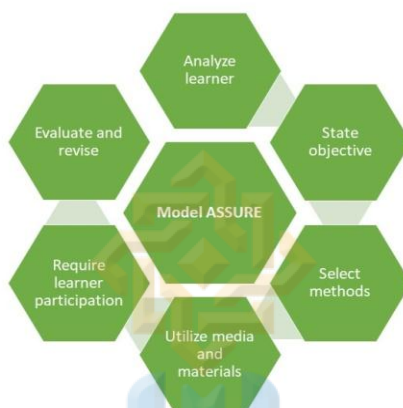 Analyze
learner
State
objective
Select
methods
Utilize media
and
materials
Require
learner
participation
Evaluate and
revise
Model ASSURE